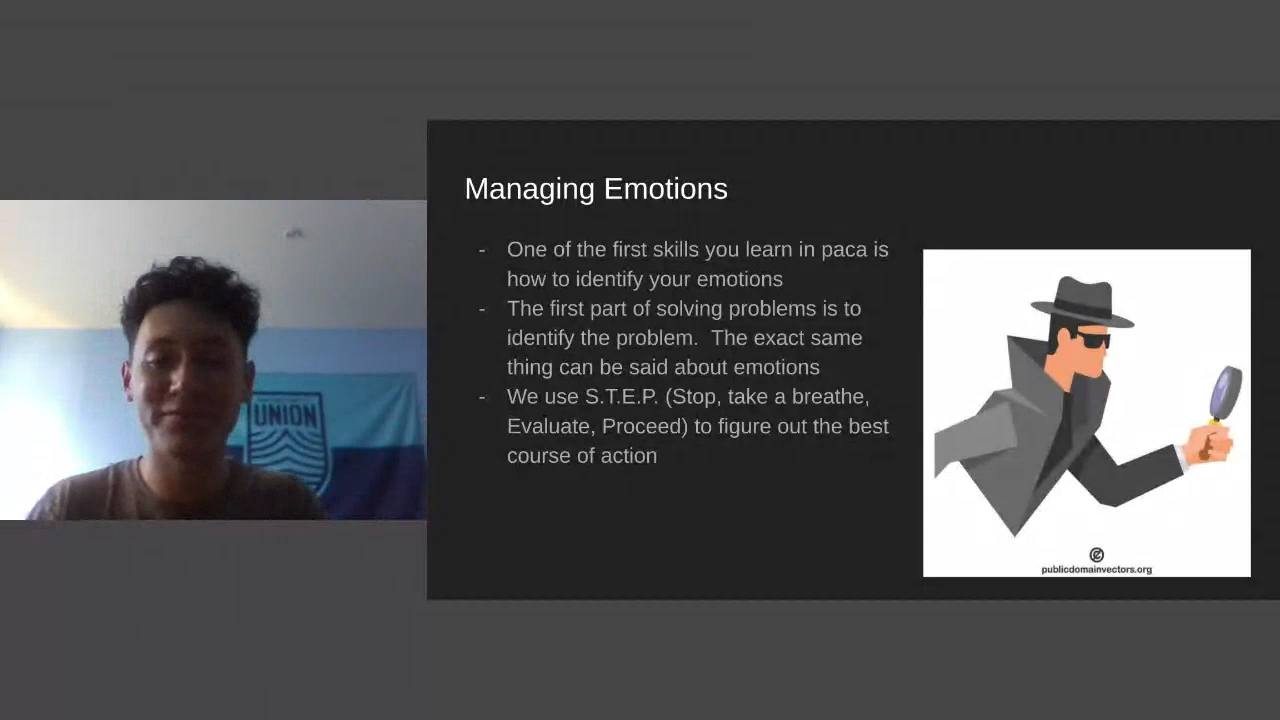 Managing Emotions
- One of the first skills you learn in paca is
how to identify your emotions
- The first part of solving problems is to
identify the problem.  The exact same
thing can be said about emotions
- We use S.T.E.P. (Stop, take a breathe,
Evaluate, Proceed) to figure out the best
course of action
UNION
publicdomainvectors.org